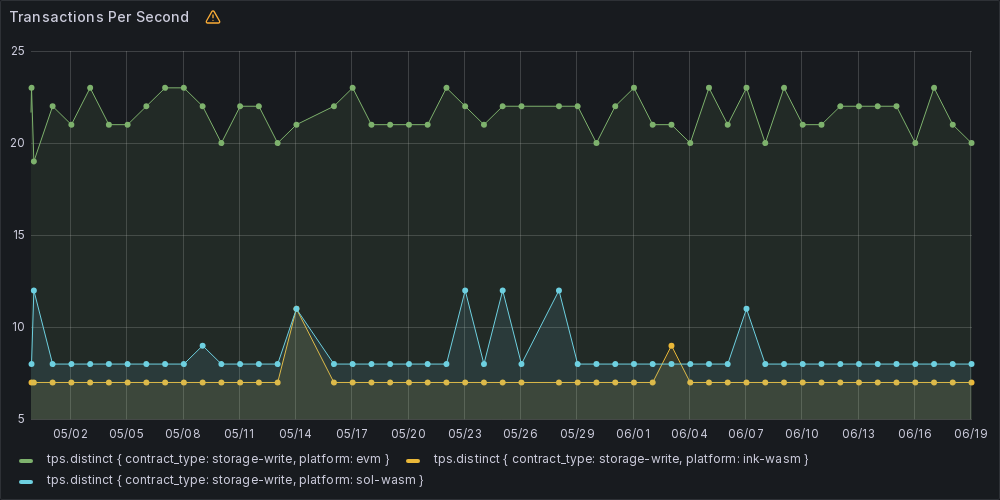 Transactions Per Second
25
20
15
10
5
05/02 05/05 05/08 05/11 05/14 05/17 05/20 05/23 05/26 05/29 06/01 06/04 06/07 06/10 06/13 06/16 06/19
tps.distinct { contract_type: storage-write, platform: evm } tps.distinct { contract_type: storage-write, platform: ink-wasm }
tps.distinct { contract_type: storage-write, platform: sol-wasm }